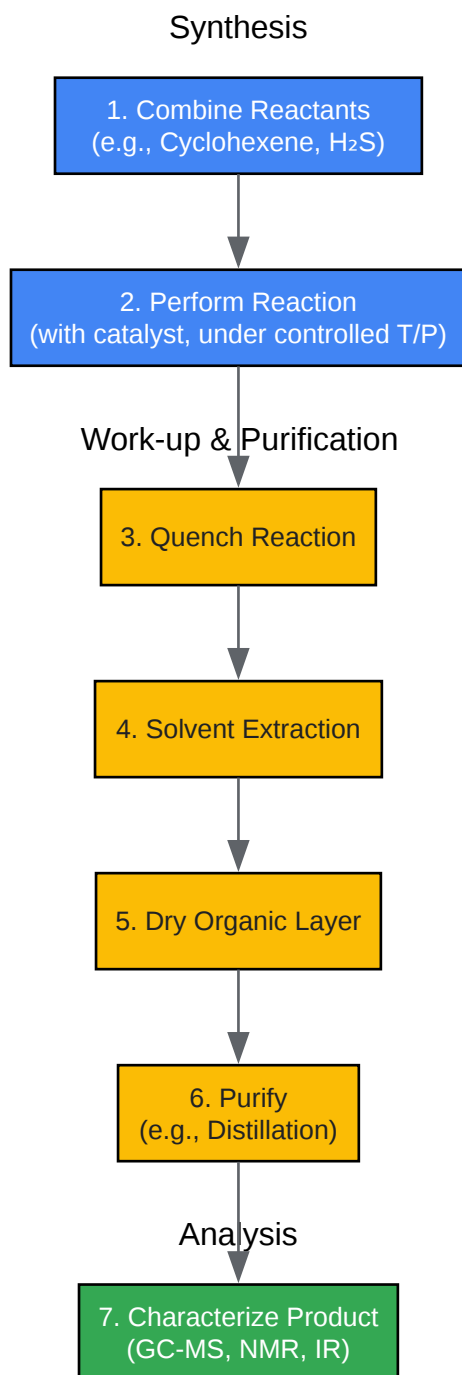 Synthesis
1. Combine Reactants
(e.g., Cyclohexene, H₂S)
2. Perform Reaction
(with catalyst, under controlled T/P)
Work-up & Purification
3. Quench Reaction
4. Solvent Extraction
5. Dry Organic Layer
6. Purify
(e.g., Distillation)
Analysis
7. Characterize Product
(GC-MS, NMR, IR)